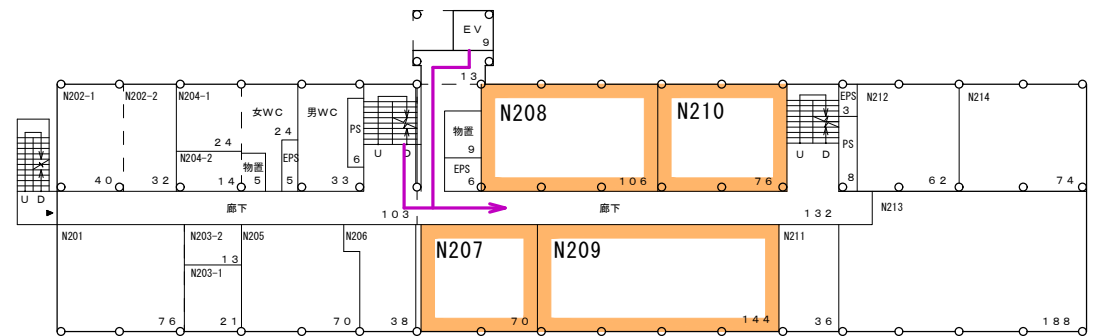 EV
9
13
N202-1
N202-2
N204-1
女WC
男WC
24
24
PS
6
N204-2
物置
EPS
40
32
14
5
5
33
U D
物置
9
EPS
6
N208
106
N210
76
U D
EPS
3
PS
8
N212
62
N214
74
U D
廊下
103
廊下
132
N201
76
N203-2
13
N203-1
21
N205
70
N206
38
N207
70
N209
144
N211
36
N213
188